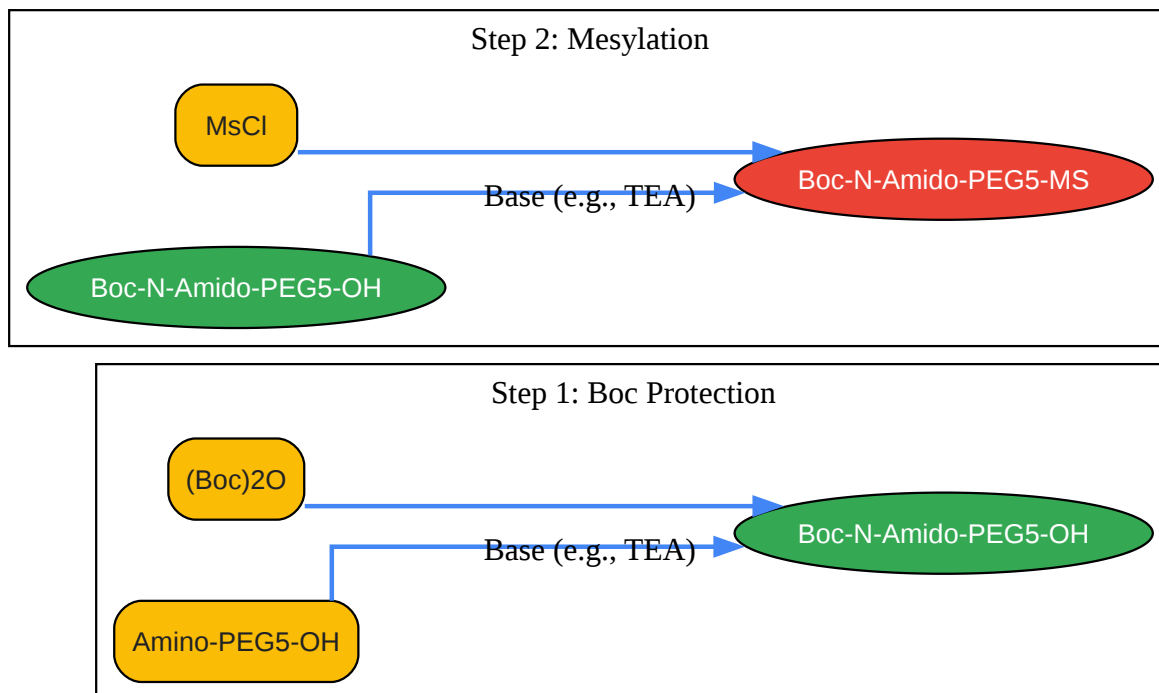 Step 2: Mesylation
MsCl
Boc-N-Amido-PEG5-MS
Base (e.g., TEA)
Boc-N-Amido-PEG5-OH
Step 1: Boc Protection
(Boc)2O
Boc-N-Amido-PEG5-OH
Base (e.g., TEA)
Amino-PEG5-OH